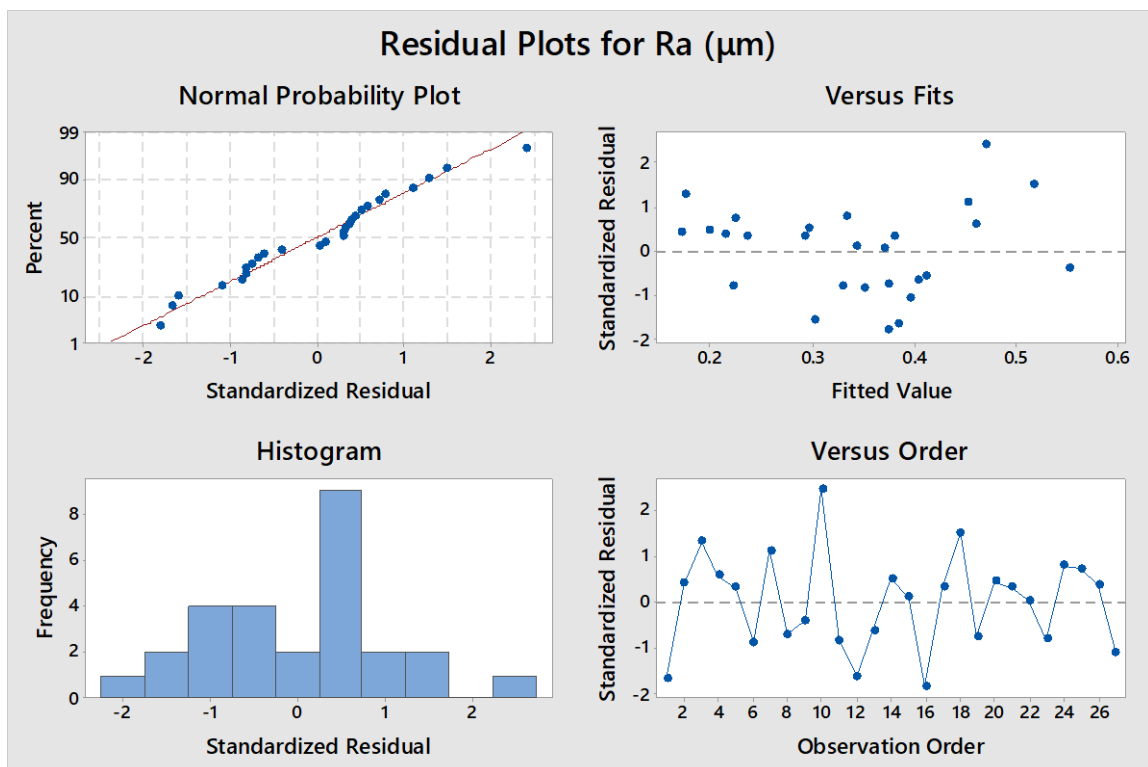 Residual Plots for Ra (µm)
Normal Probability Plot
Percent
99
90
50
10
1
-2 -1 0 1 2
Standardized Residual
Versus Fits
Standardized Residual
2
1
0
-1
-2
0.2 0.3 0.4 0.5 0.6
Fitted Value
Histogram
Frequency
8
6
4
2
0
-2 -1 0 1 2
Standardized Residual
Versus Order
Standardized Residual
2
1
0
-1
-2
2 4 6 8 10 12 14 16 18 20 22 24 26
Observation Order